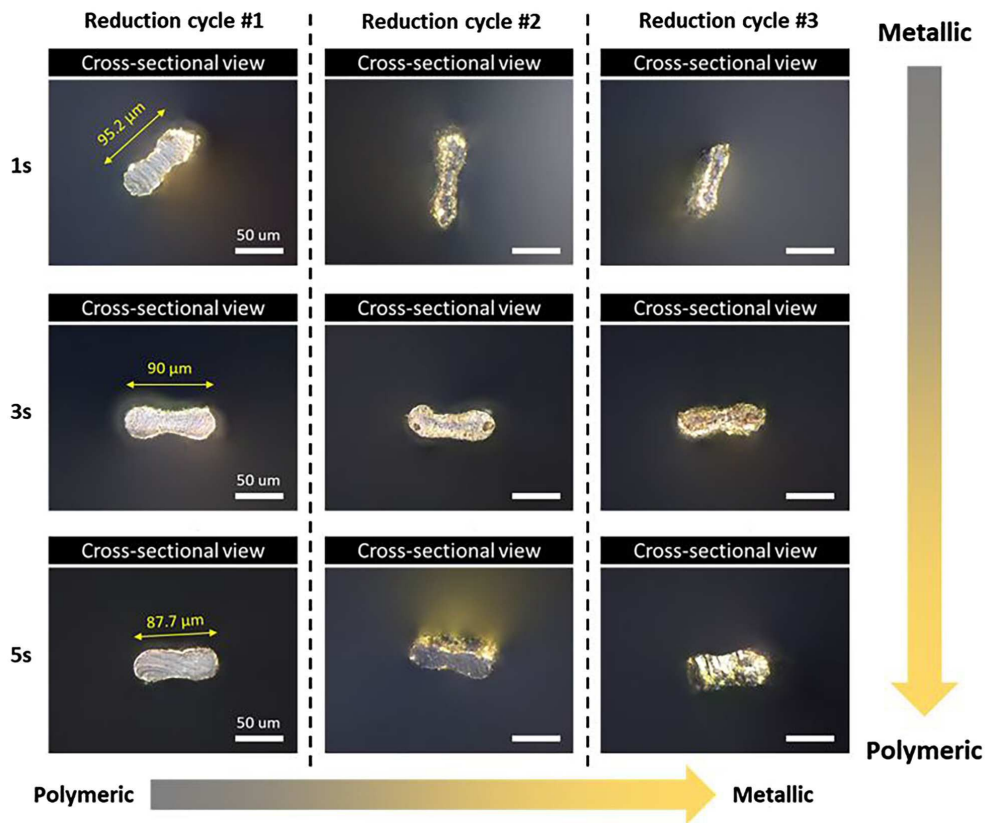 Reduction cycle #1
Reduction cycle #2
Reduction cycle #3
Metallic
Cross-sectional view
Cross-sectional view
Cross-sectional view
1s
95.2 µm
50 um
Cross-sectional view
Cross-sectional view
Cross-sectional view
3s
90 µm
50 um
Cross-sectional view
Cross-sectional view
Cross-sectional view
5s
87.7 µm
50 um
Polymeric
Polymeric
Metallic